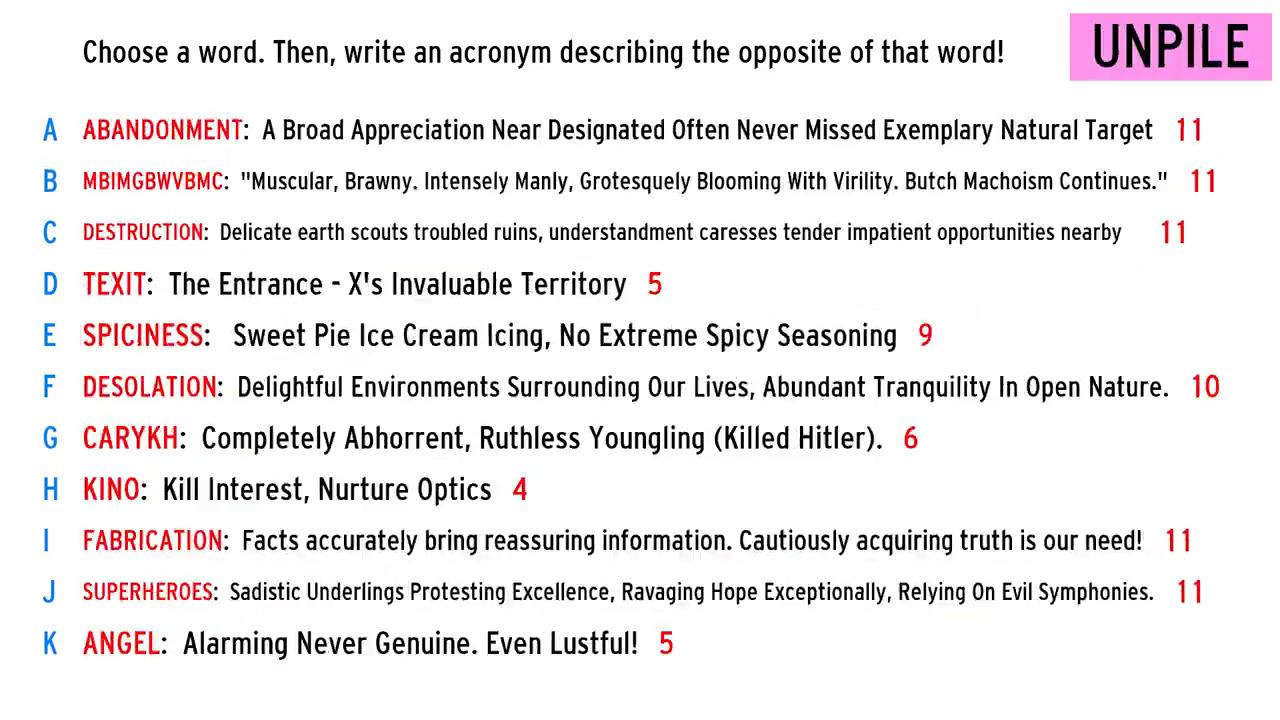 Choose a word. Then, write an acronym describing the opposite of that word!
UNPILE
A ABANDONMENT: A Broad Appreciation Near Designated Often Never Missed Exemplary Natural Target 11
B MBIMGBWVBMC: "Muscular, Brawny. Intensely Manly, Grotesquely Blooming With Virility. Butch Machoism Continues." 11
C DESTRUCTION: Delicate earth scouts troubled ruins, understandment caresses tender impatient opportunities nearby 11
D TEXIT: The Entrance - X's Invaluable Territory 5
E SPICINESS: Sweet Pie Ice Cream Icing, No Extreme Spicy Seasoning 9
F DESOLATION: Delightful Environments Surrounding Our Lives, Abundant Tranquility In Open Nature. 10
G CARYKH: Completely Abhorrent, Ruthless Youngling (Killed Hitler). 6
H KINO: Kill Interest, Nurture Optics 4
I FABRICATION: Facts accurately bring reassuring information. Cautiously acquiring truth is our need! 11
J SUPERHEROES: Sadistic Underlings Protesting Excellence, Ravaging Hope Exceptionally, Relying On Evil Symphonies. 11
K ANGEL: Alarming Never Genuine. Even Lustful! 5